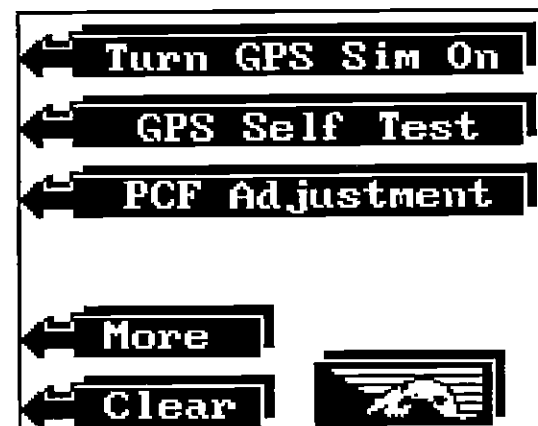 Turn GPS Sim On
GPS Self Test
PCF Adjustment
More
Clear